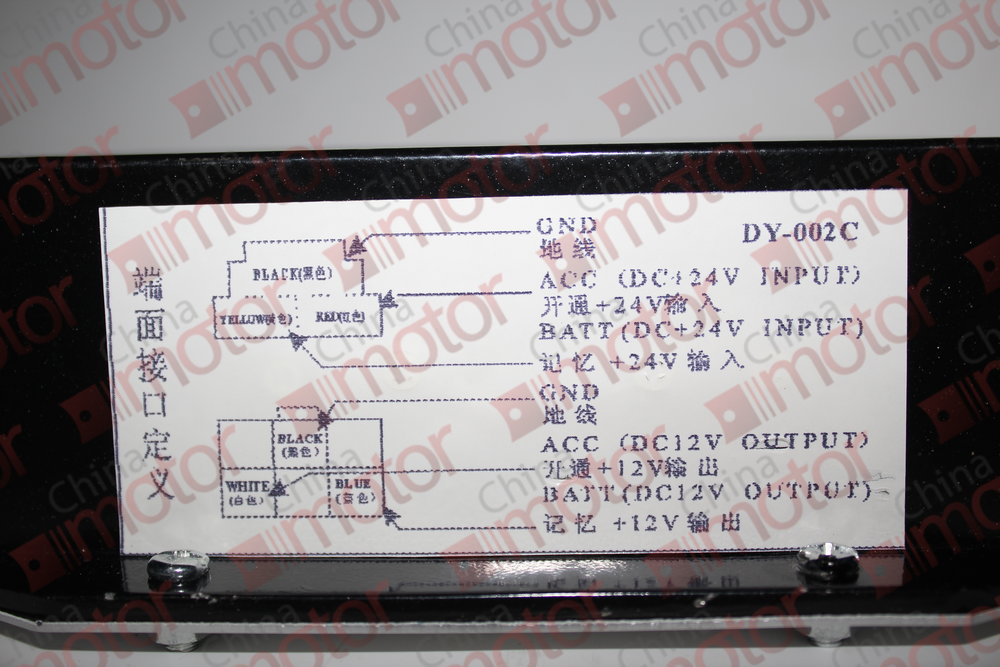 DY-002C
端面接口定义
GND
地线
BLACK(黑色)
ACC (DC+24V INPUT)
开通+24V输入
YELLOW(黄色) RED(红色)
BATT(DC+24V INPUT)
记忆 +24V输入
GND
地线
BLACK
(黑色)
ACC (DC12V OUTPUT)
开通+12V输出
WHITE
(白色)
BLUE
(蓝色)
BATT(DC12V OUTPUT)
记忆 +12V输出
China motor